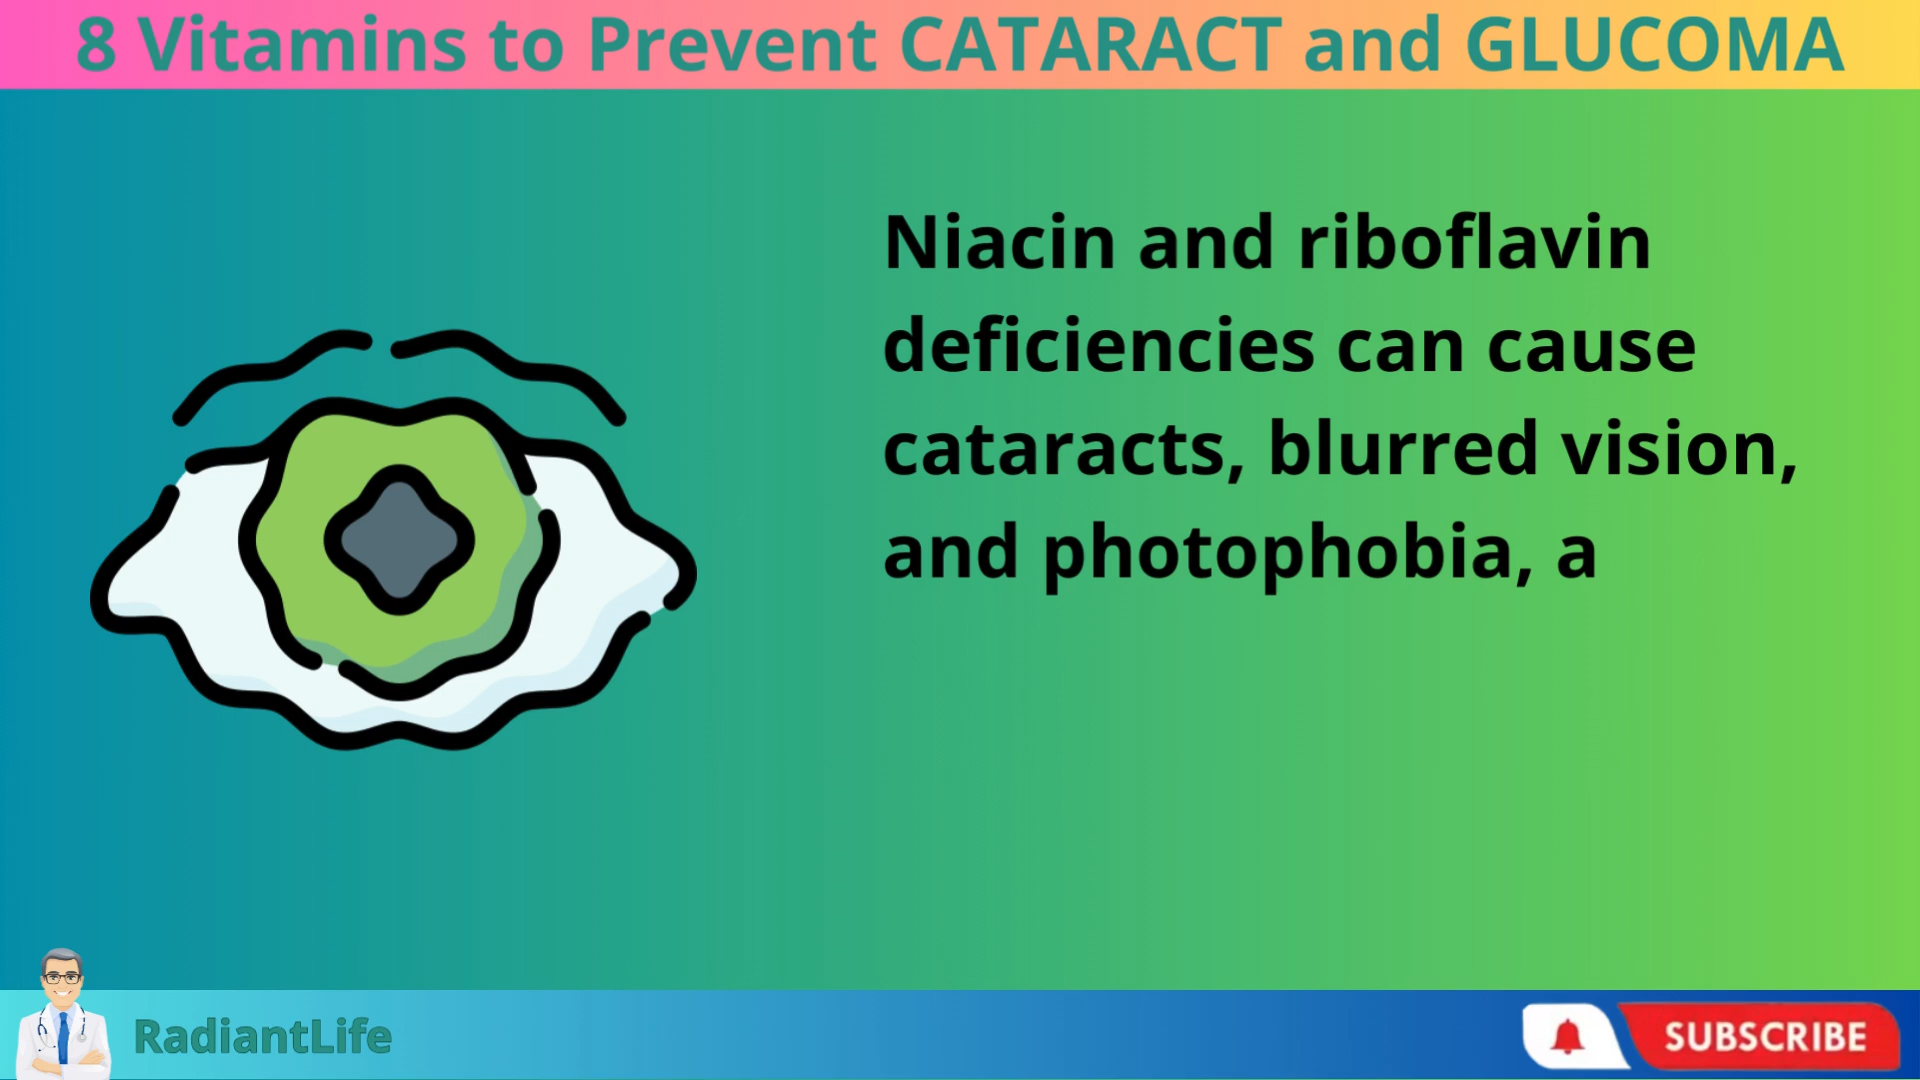 8 Vitamins to Prevent CATARACT and GLUCOMA
Niacin and riboflavin
deficiencies can cause
cataracts, blurred vision,
and photophobia, a
RadiantLife
SUBSCRIBE